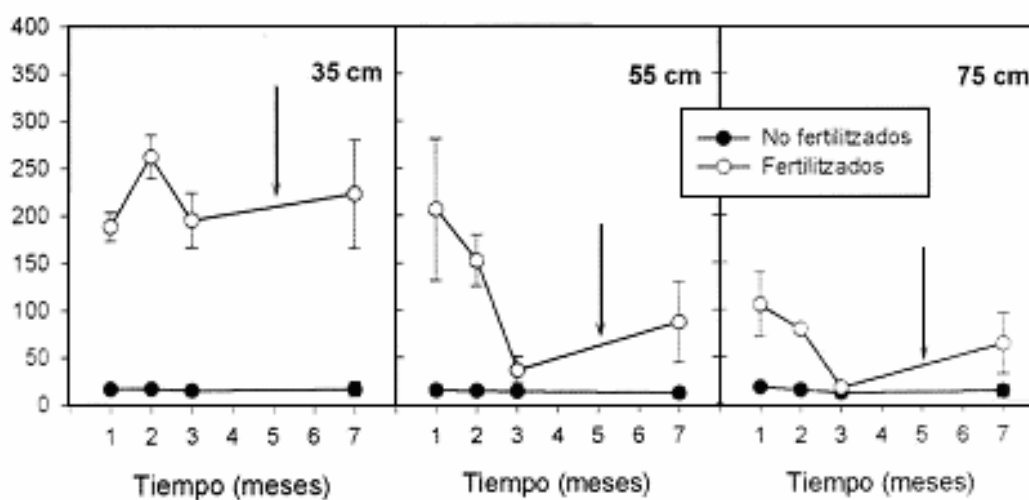 400
350
300
250
200
150
100
50
0
35 cm
55 cm
75 cm
No fertilitzados
Fertilitzados
1 2 3 4 5 6 7
1 2 3 4 5 6 7
1 2 3 4 5 6 7
Tiempo (meses)
Tiempo (meses)
Tiempo (meses)